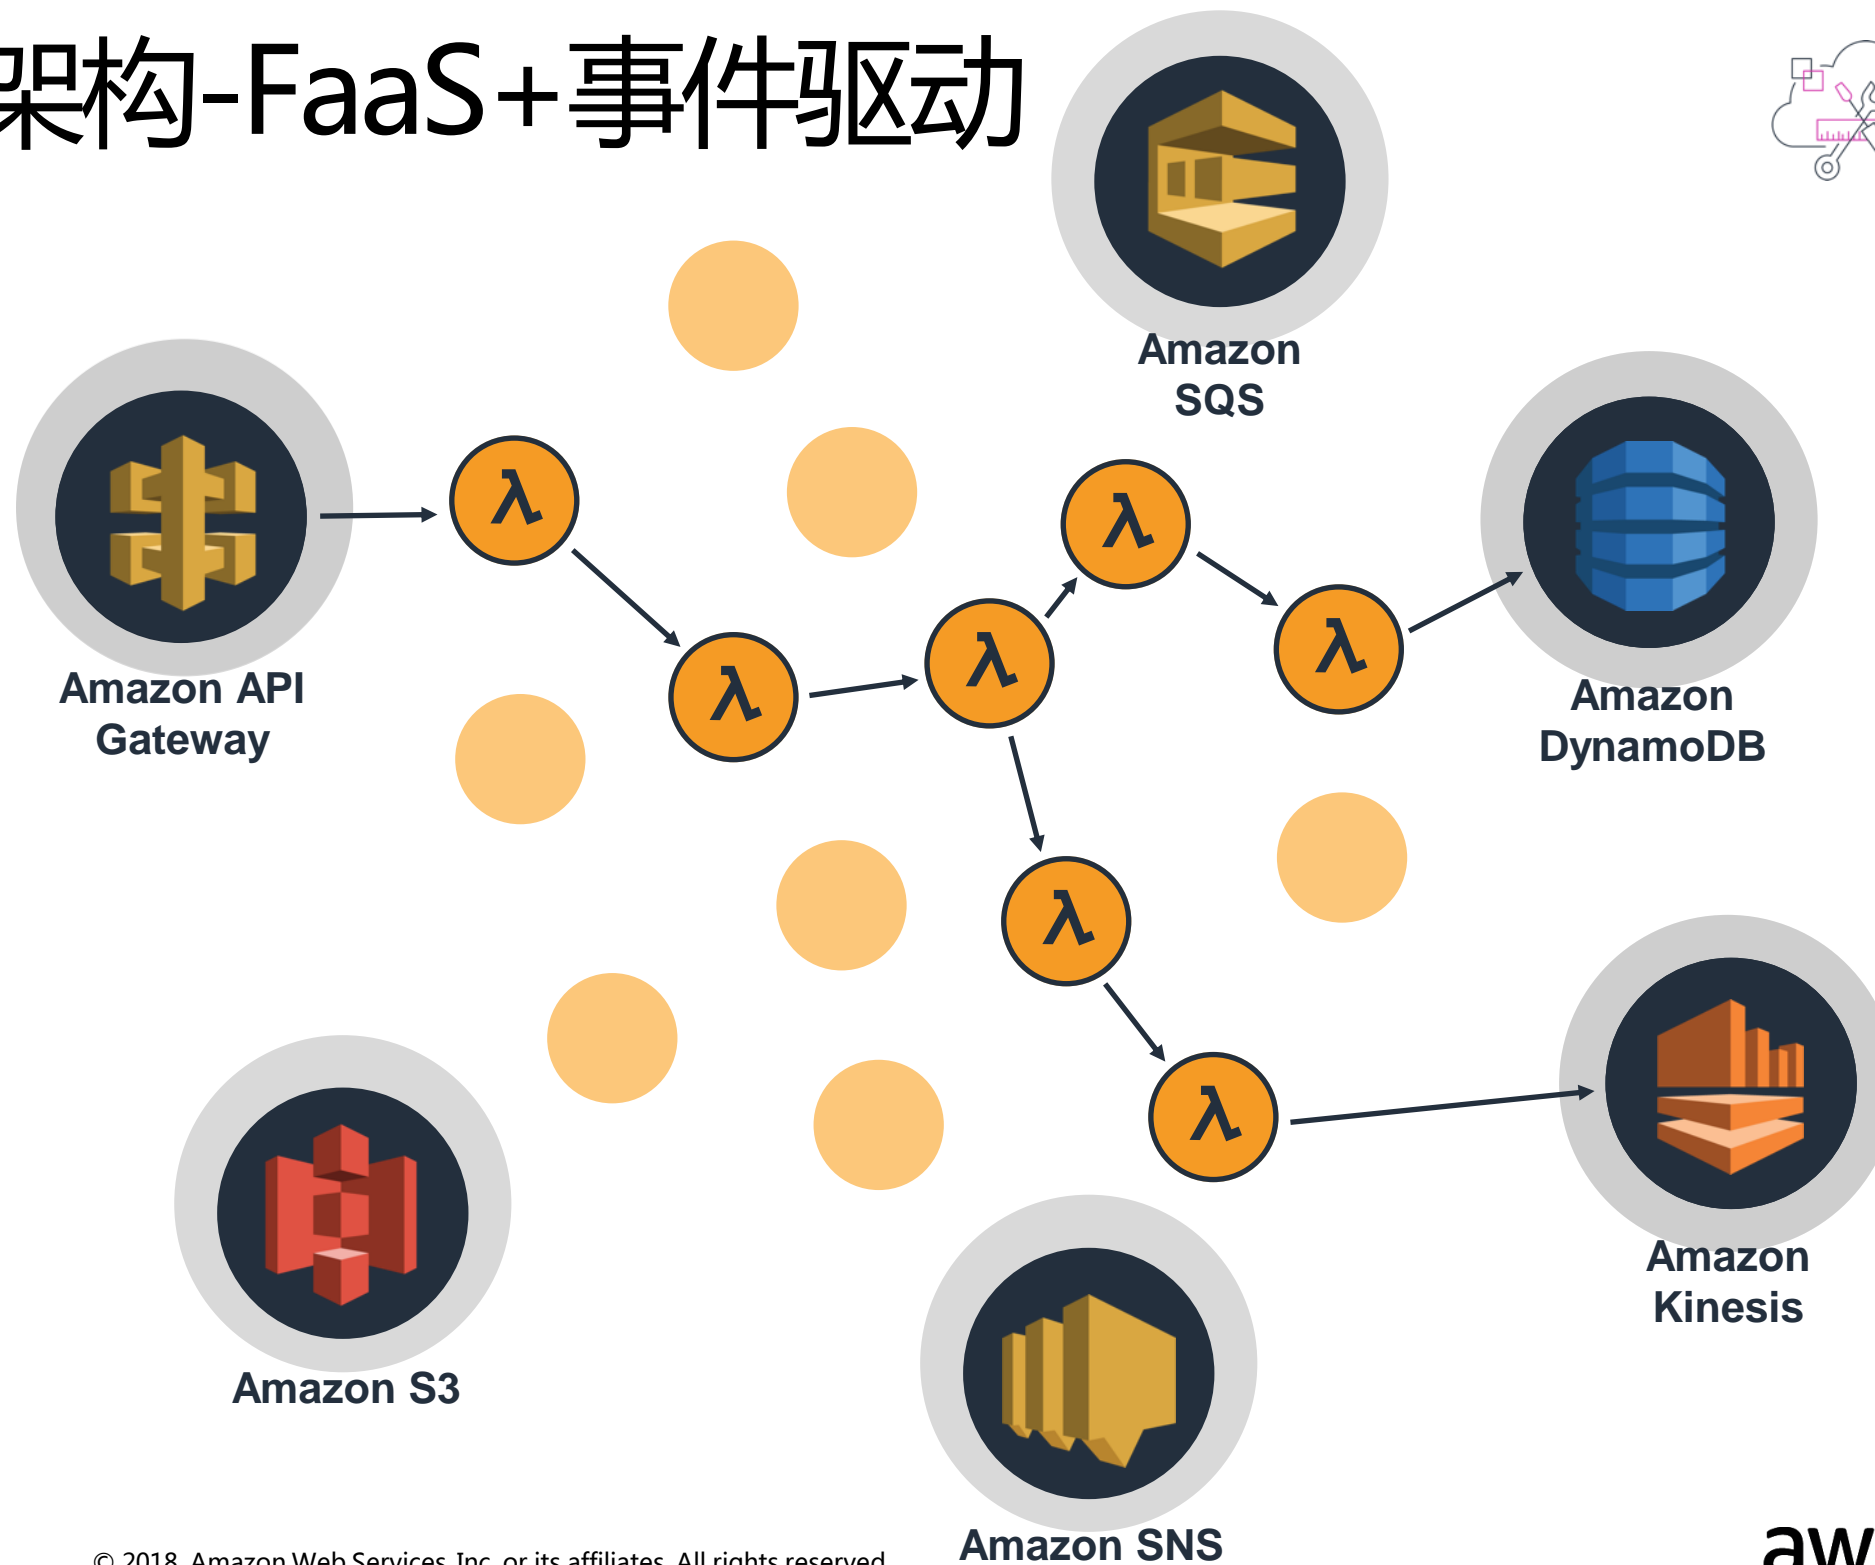 架构-FaaS+事件驱动
Amazon
SQS
Amazon API
Gateway
λ
λ
λ
λ
λ
λ
λ
Amazon
DynamoDB
Amazon
Kinesis
Amazon S3
Amazon SNS
© 2018, Amazon Web Services, Inc. or its affiliates. All rights reserved.
aw